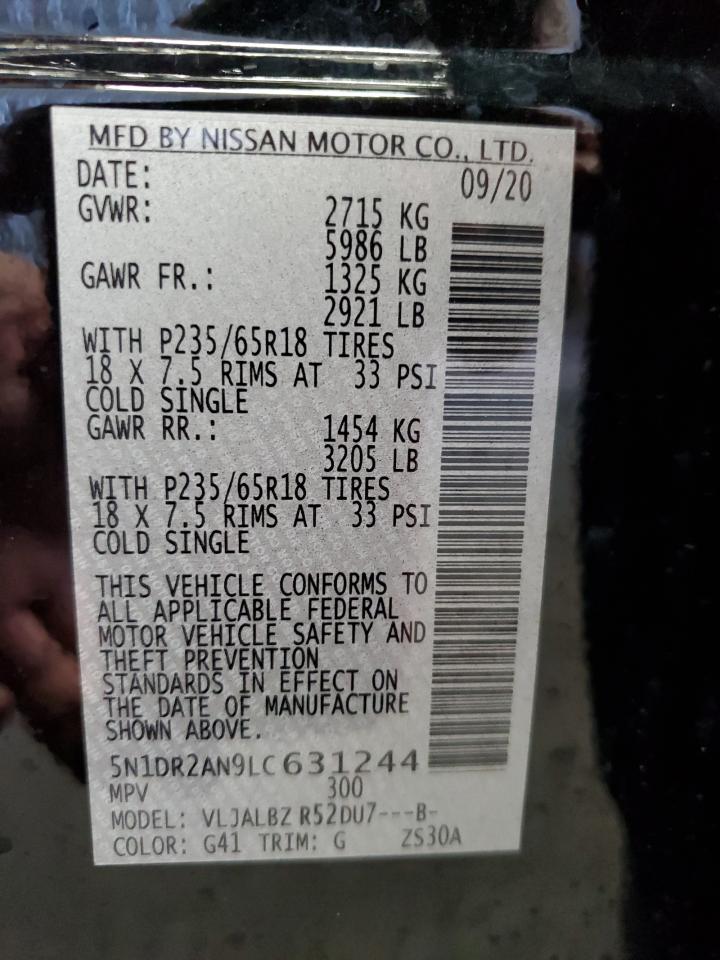 MFD BY NISSAN MOTOR CO., LTD.
DATE: 09/20
GVWR: 2715 KG
5986 LB
GAWR FR.: 1325 KG
2921 LB
WITH P235/65R18 TIRES
18 X 7.5 RIMS AT 33 PSI
COLD SINGLE
GAWR RR.: 1454 KG
3205 LB
WITH P235/65R18 TIRES
18 X 7.5 RIMS AT 33 PSI
COLD SINGLE
THIS VEHICLE CONFORMS TO
ALL APPLICABLE FEDERAL
MOTOR VEHICLE SAFETY AND
THEFT PREVENTION
STANDARDS IN EFFECT ON
THE DATE OF MANUFACTURE
SHOWN ABOVE.
5N1DR2AN9LC631244
MPV 300
MODEL: VLJALBZ R52DU7---B-
COLOR: G41 TRIM: G ZS30A